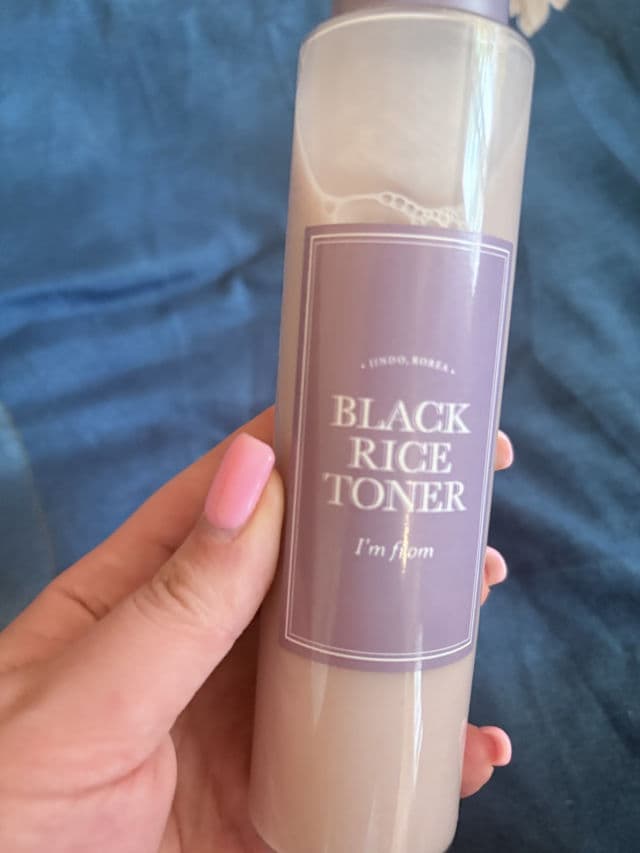 • JINDO, KOREA •
BLACK
RICE
TONER
I'm from